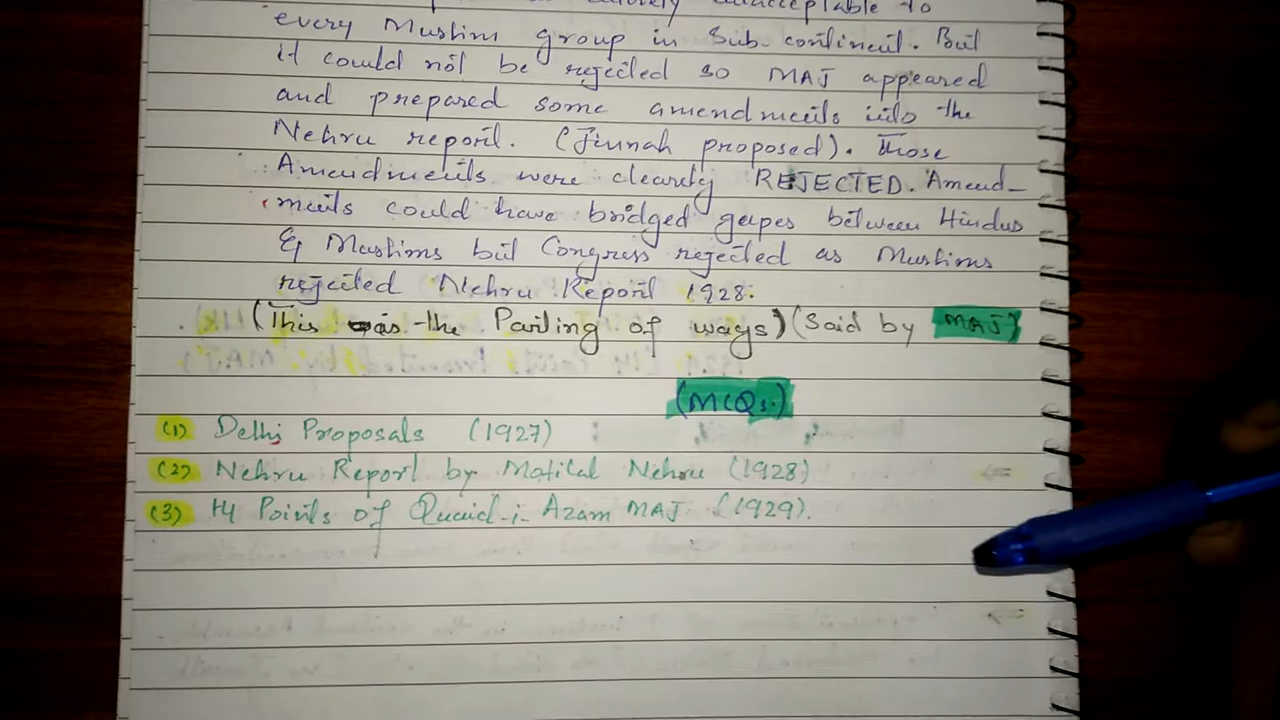 unacceptable to
every Muslim group in Sub-continent. But
it could not be rejected so MAJ appeared
and prepared some amendments into the
Nehru report. (Jinnah proposed). Those
Amendments were clearly REJECTED. Amend-
ments could have bridged gapes between Hindus
& Muslims but Congress rejected as Muslims
rejected Nehru Report 1928.
(This was the Parting of ways) (Said by MAJ)
(MCQs.)
(1) Delhi Proposals (1927)
(2) Nehru Report by Motilal Nehru (1928)
(3) 14 Points of Quaid-i-Azam MAJ (1929).